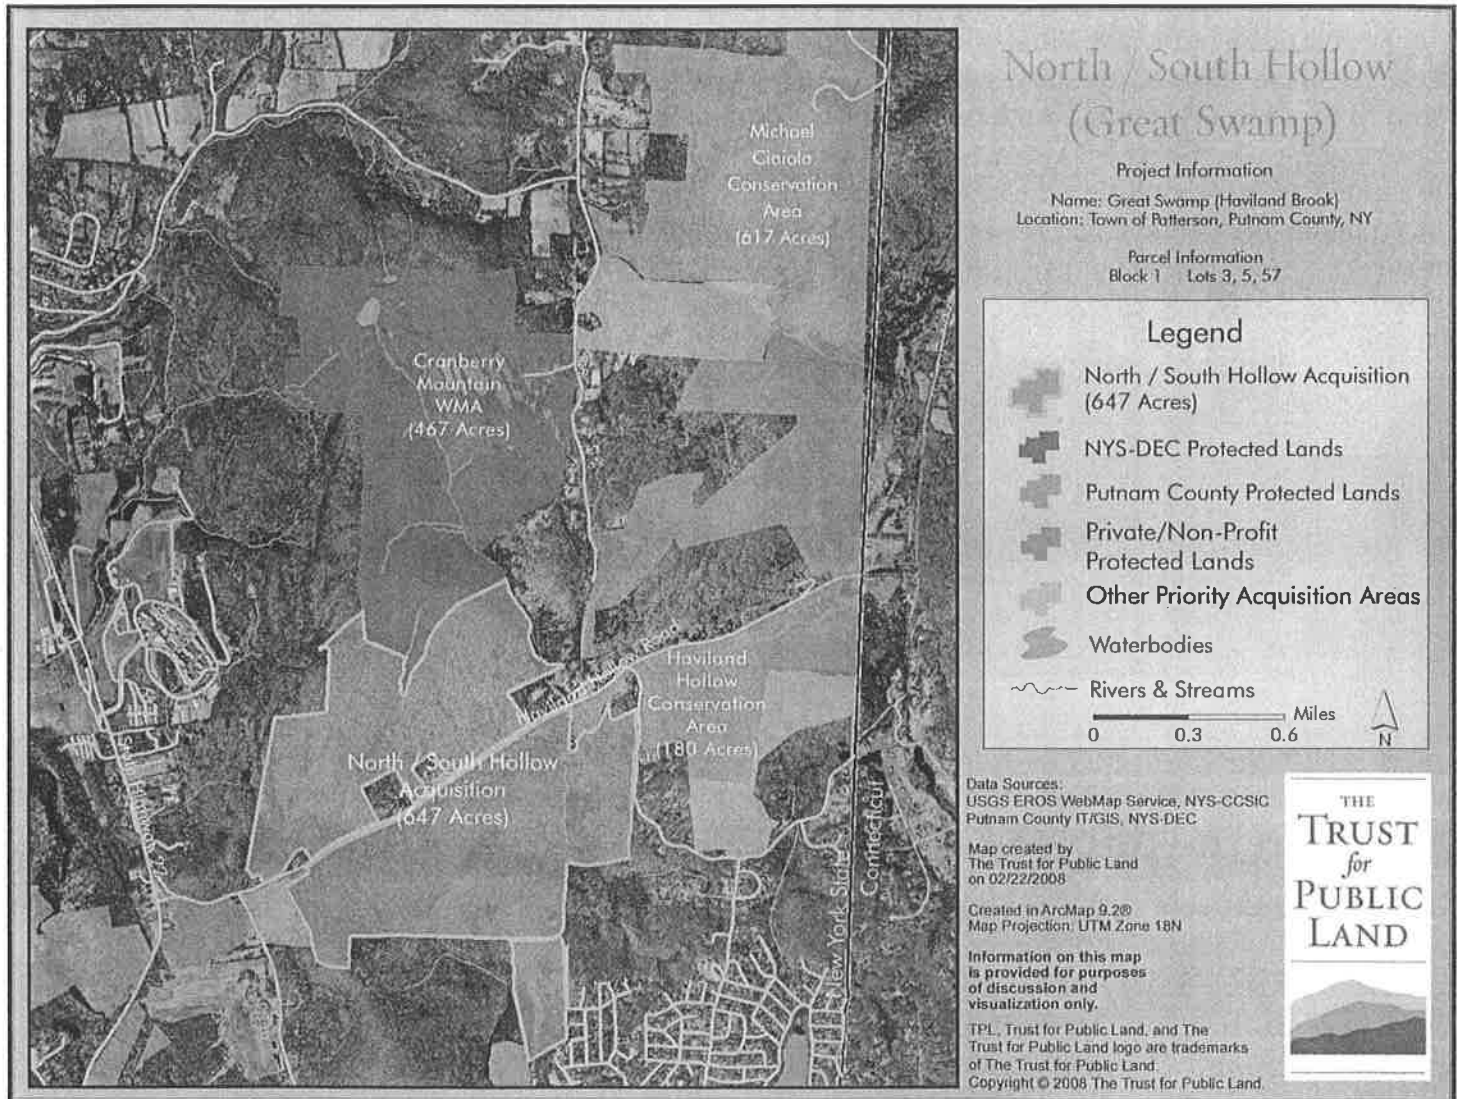 North / South Hollow
(Great Swamp)
Project Information
Name: Great Swamp (Haviland Brook)
Location: Town of Patterson, Putnam County, NY
Parcel Information
Block 1 Lots 3, 5, 57
Legend
North / South Hollow Acquisition
(647 Acres)
NYS-DEC Protected Lands
Putnam County Protected Lands
Private/Non-Profit
Protected Lands
Other Priority Acquisition Areas
Waterbodies
Rivers & Streams
Miles
0 0.3 0.6
N
Michael
Ciaiola
Conservation
Area
(617 Acres)
Cranberry
Mountain
WMA
(467 Acres)
Haviland Hollow Road
Haviland
Hollow
Conservation
Area
(180 Acres)
North / South Hollow
Acquisition
(647 Acres)
State Highway 22
New York State
Connecticut
Data Sources:
USGS EROS WebMap Service, NYS-CCSIC
Putnam County IT/GIS, NYS-DEC
Map created by
The Trust for Public Land
on 02/22/2008
Created in ArcMap 9.2®
Map Projection: UTM Zone 18N
Information on this map
is provided for purposes
of discussion and
visualization only.
TPL, Trust for Public Land, and The
Trust for Public Land logo are trademarks
of The Trust for Public Land.
Copyright © 2008 The Trust for Public Land.
THE
TRUST
for
PUBLIC
LAND